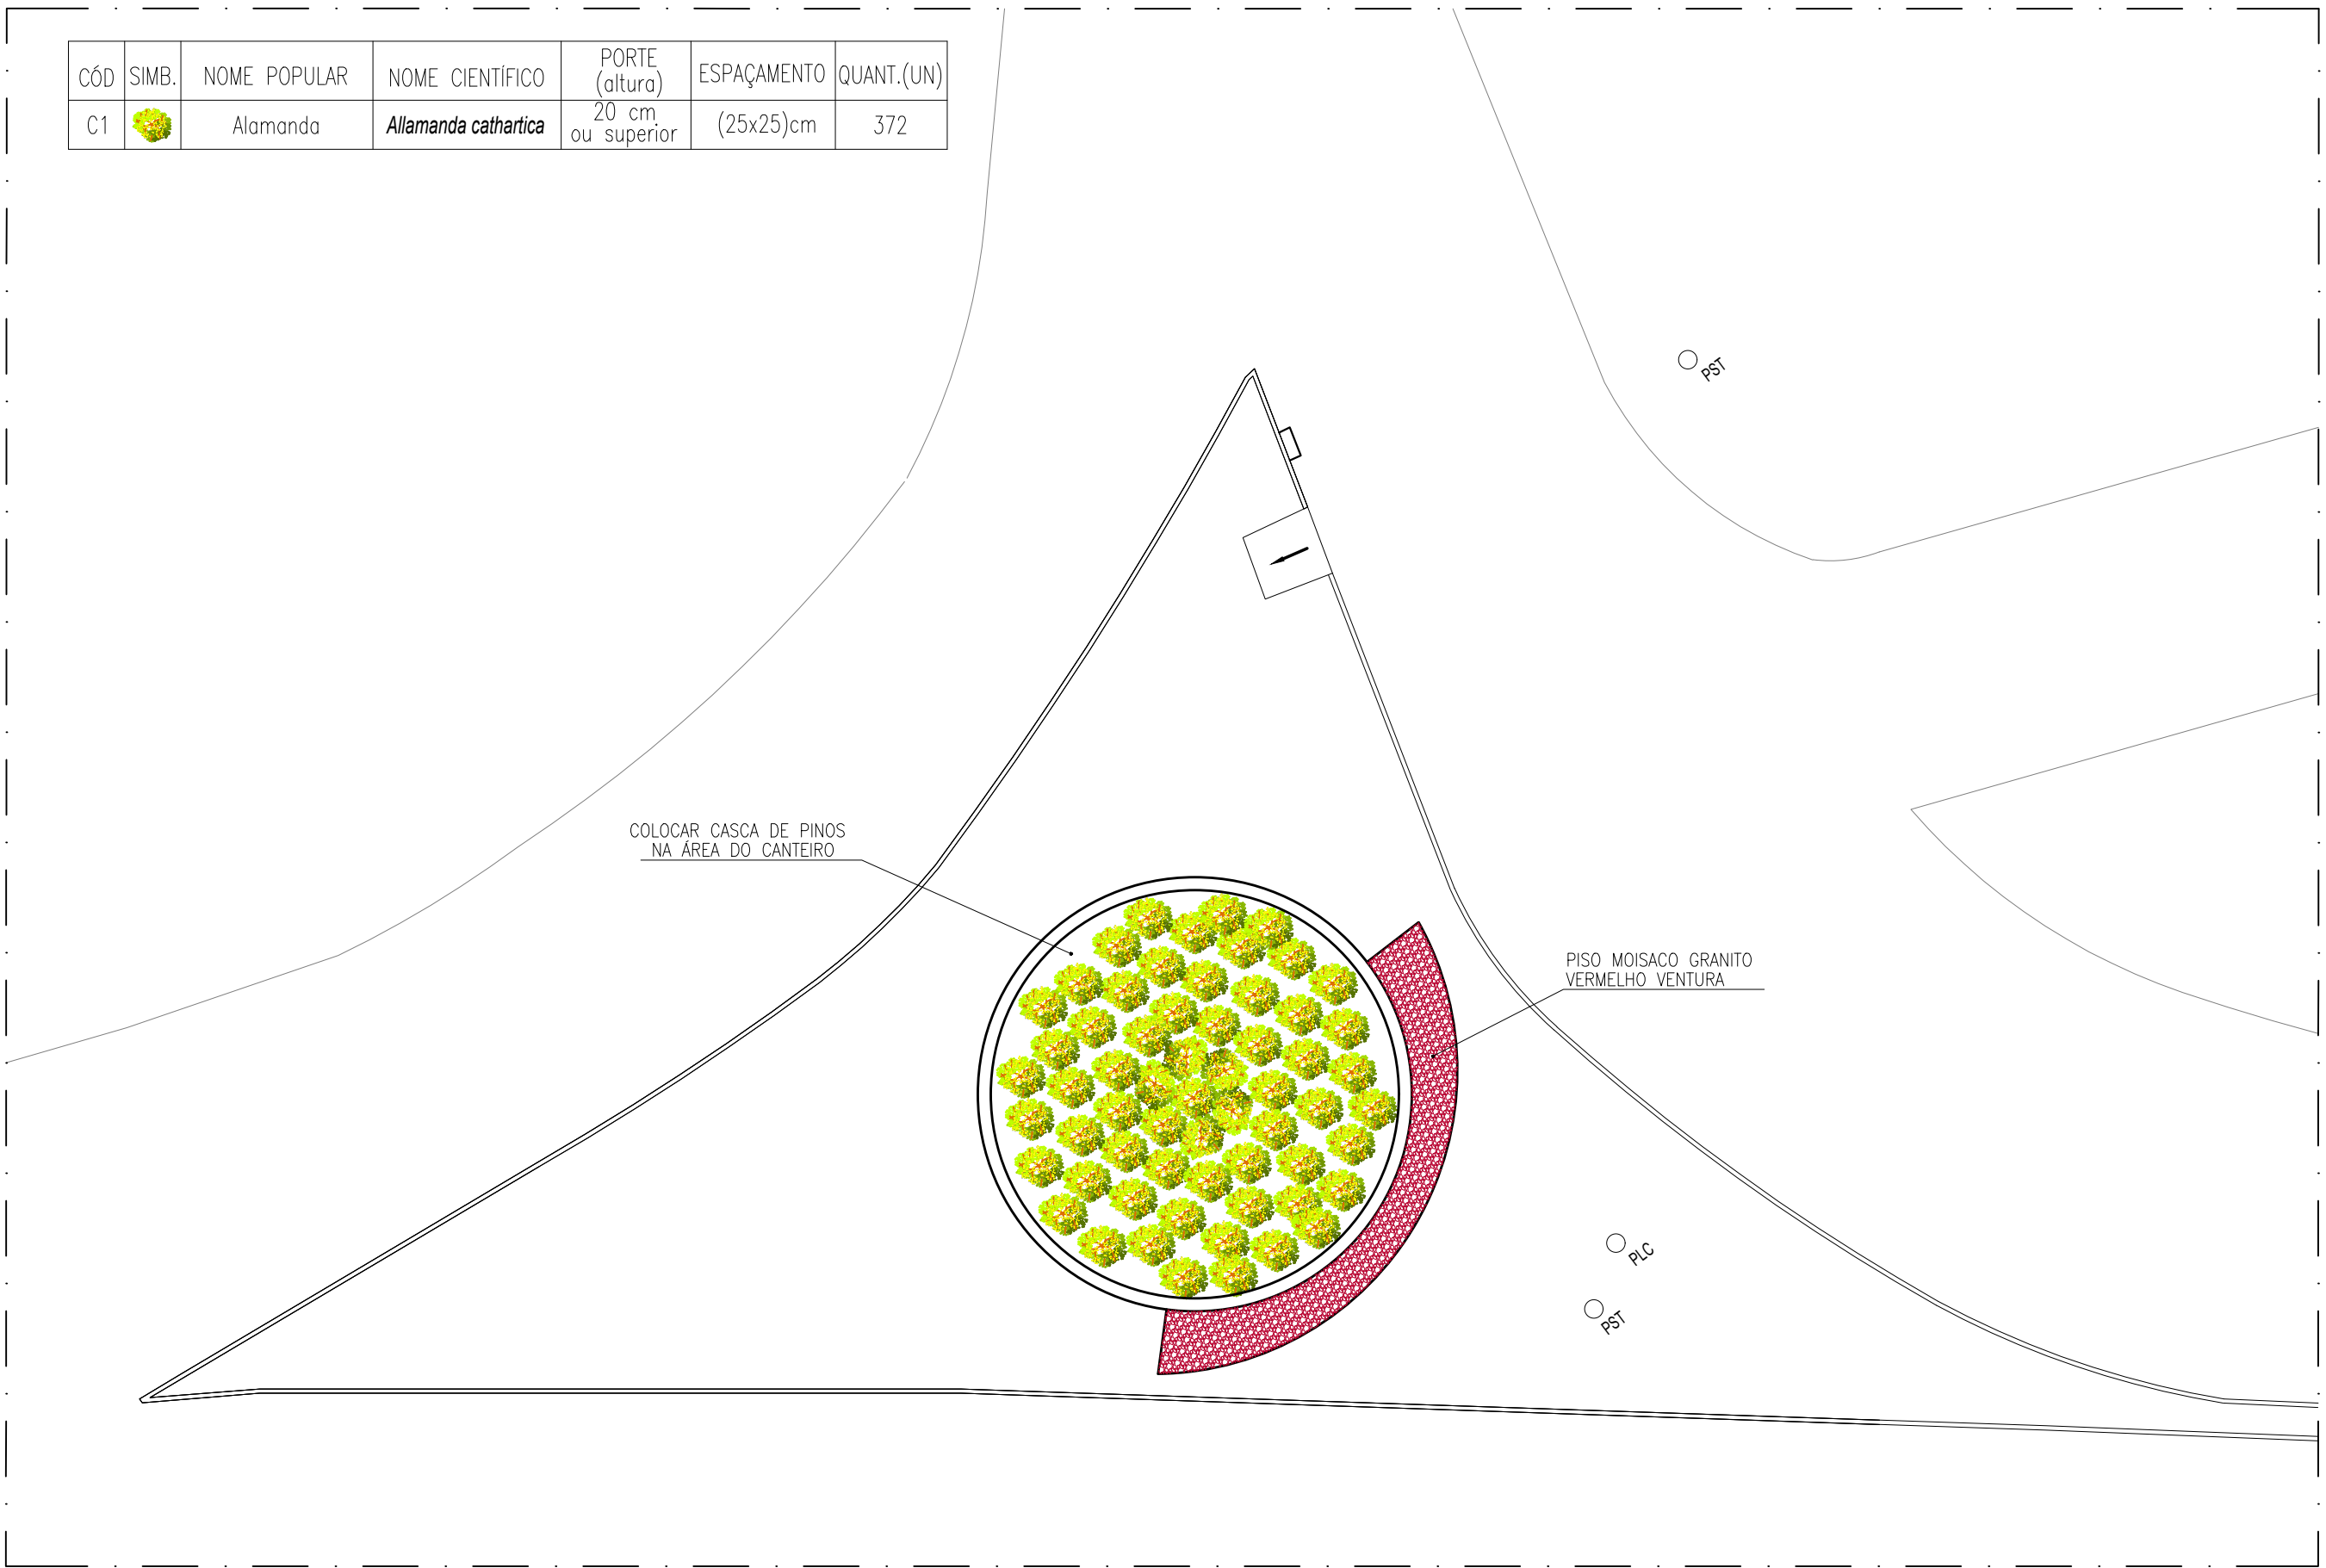 CÓD SIMB. NOME POPULAR NOME CIENTÍFICO PORTE (altura) ESPAÇAMENTO QUANT.(UN)
C1 Alamanda Allamanda cathartica 20 cm ou superior (25x25)cm 372
PST
COLOCAR CASCA DE PINOS
NA ÁREA DO CANTEIRO
PISO MOISACO GRANITO
VERMELHO VENTURA
PLC
PST